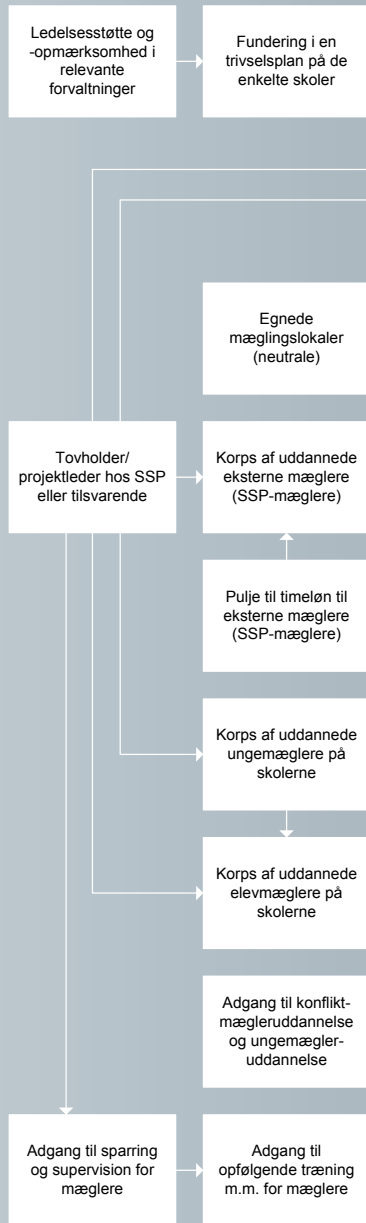 Ledelsesstøtte og
-opmærksomhed i
relevante
forvaltninger
Fundering i en
trivselsplan på de
enkelte skoler
Egnede
mæglingslokaler
(neutrale)
Tovholder/
projektleder hos SSP
eller tilsvarende
Korps af uddannede
eksterne mæglere
(SSP-mæglere)
Pulje til timeløn til
eksterne mæglere
(SSP-mæglere)
Korps af uddannede
ungemæglere på
skolerne
Korps af uddannede
elevmæglere på
skolerne
Adgang til konflikt-
mægleruddannelse
og ungemægler-
uddannelse
Adgang til sparring
og supervision for
mæglere
Adgang til
opfølgende træning
m.m. for mæglere